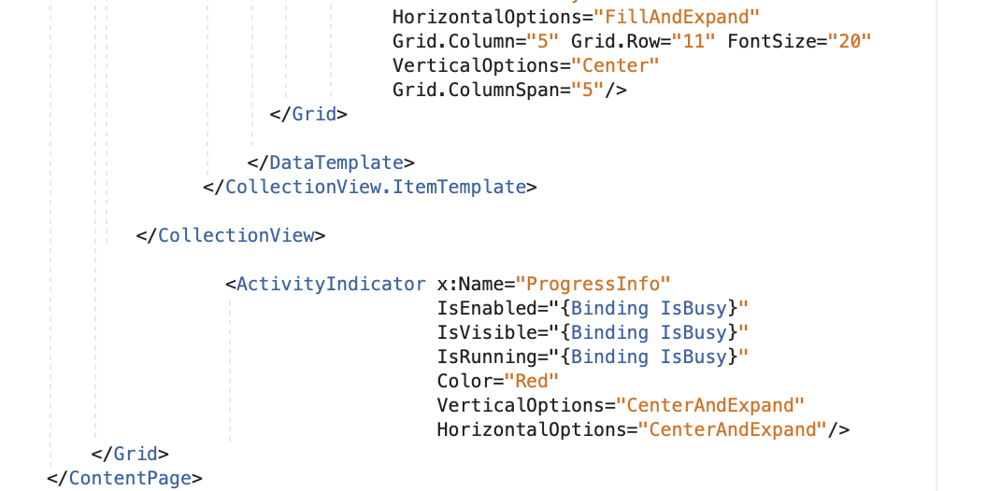 HorizontalOptions="FillAndExpand"
Grid.Column="5" Grid.Row="11" FontSize="20"
VerticalOptions="Center"
Grid.ColumnSpan="5"/>
</Grid>
</DataTemplate>
</CollectionView.ItemTemplate>
</CollectionView>
<ActivityIndicator x:Name="ProgressInfo"
IsEnabled="{Binding IsBusy}"
IsVisible="{Binding IsBusy}"
IsRunning="{Binding IsBusy}"
Color="Red"
VerticalOptions="CenterAndExpand"
HorizontalOptions="CenterAndExpand"/>
</Grid>
</ContentPage>